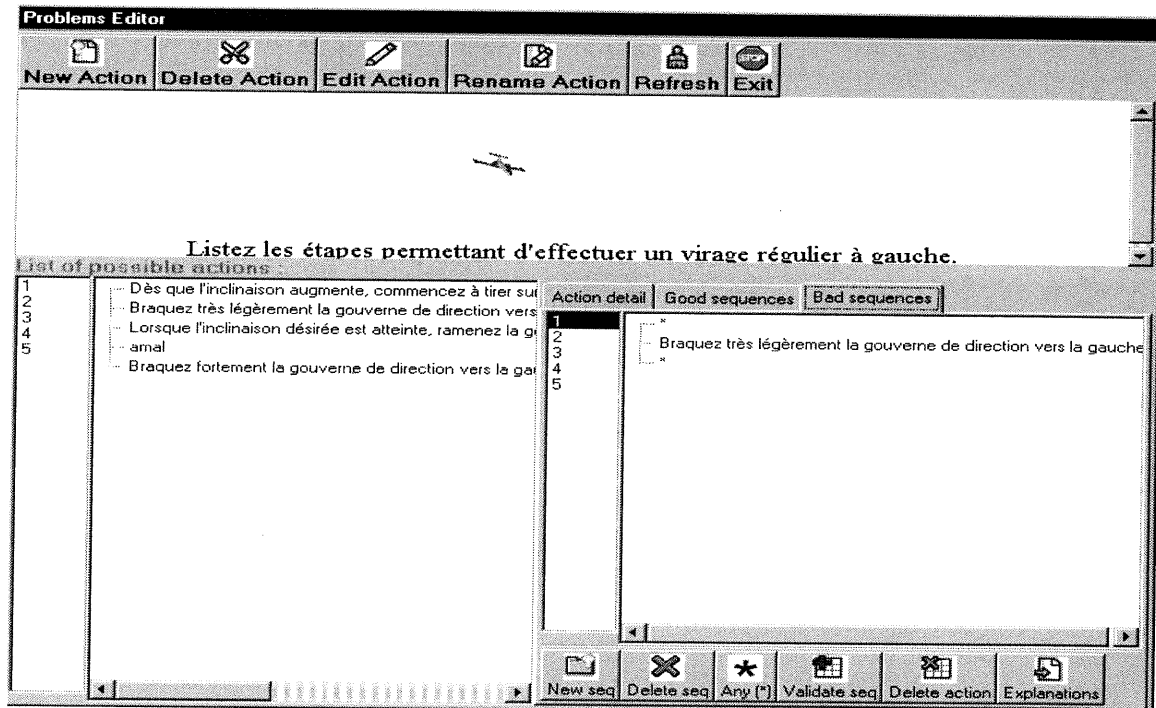 Problems Editor
New Action Delete Action Edit Action Rename Action Refresh Exit
Listez les étapes permettant d'effectuer un virage régulier à gauche.
List of possible actions :
1
2
3
4
5
Dès que l'inclinaison augmente, commencez à tirer sur
Braquez très légèrement la gouverne de direction vers
Lorsque l'inclinaison désirée est atteinte, ramenez la g
amal
Braquez fortement la gouverne de direction vers la gau
Action detail Good sequences Bad sequences
1
2
3
4
5
*
Braquez très légèrement la gouverne de direction vers la gauche
*
New seq Delete seq Any (*) Validate seq Delete action Explanations